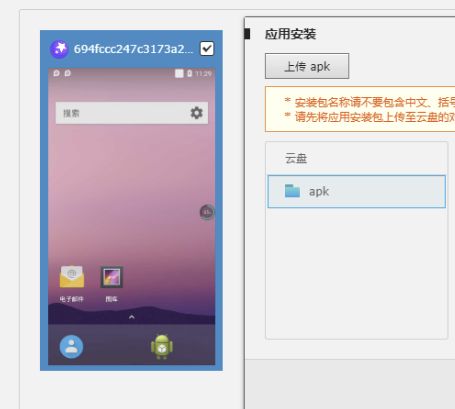 694fccc247c3173a2...
11:29
搜索
电子邮件
图库
应用安装
上传 apk
* 安装包名称请不要包含中文、括号
* 请先将应用安装包上传至云盘的对
云盘
apk